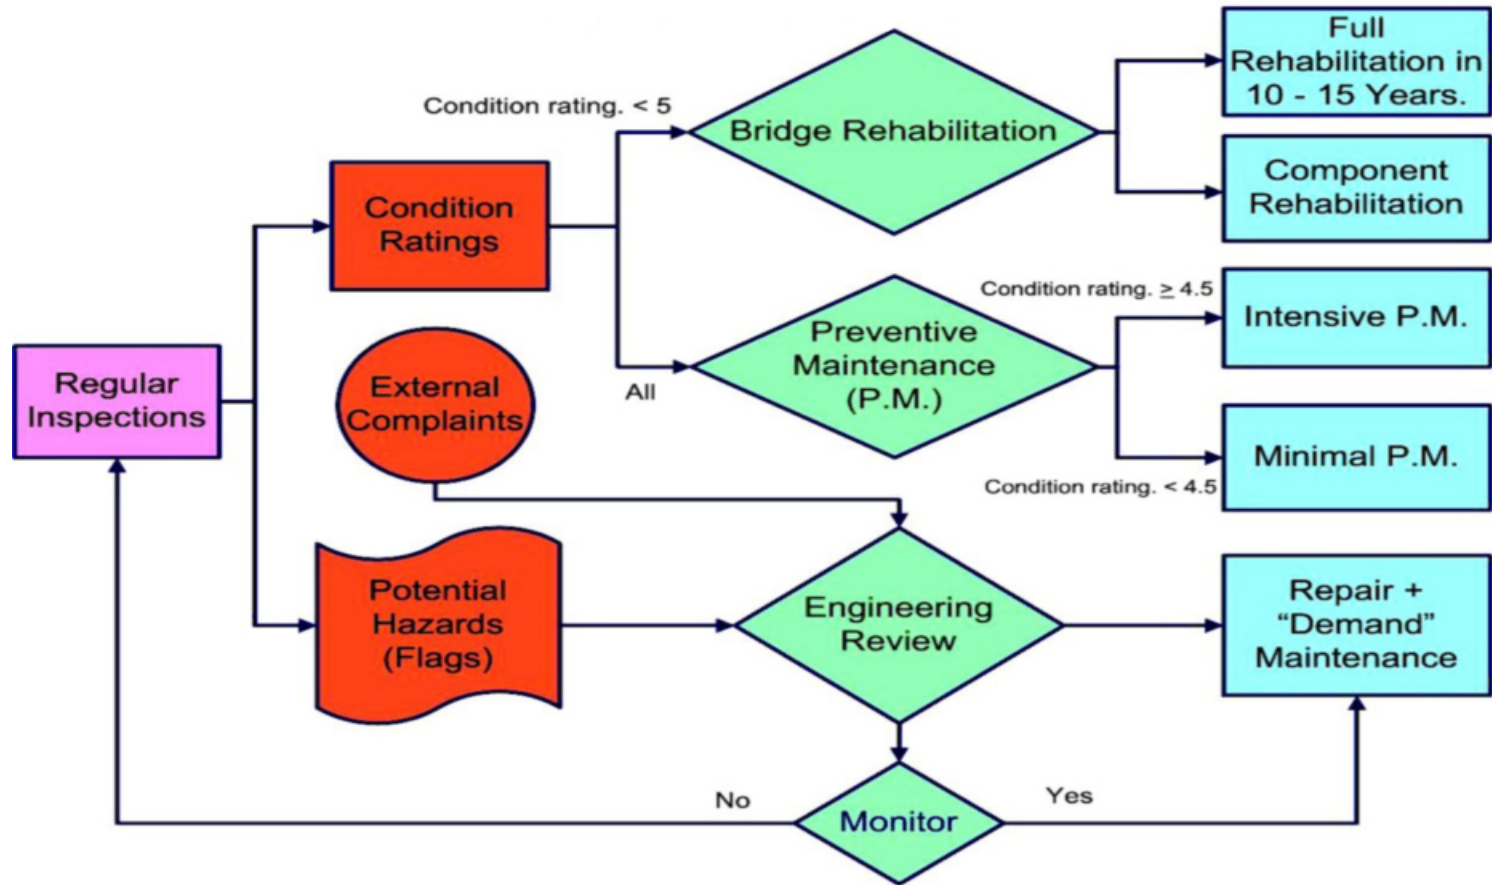 Full
Rehabilitation in
10 - 15 Years.
Condition rating. < 5
Bridge Rehabilitation
Component
Rehabilitation
Condition
Ratings
Condition rating. ≥ 4.5
Intensive P.M.
Preventive
Maintenance
(P.M.)
All
Regular
Inspections
External
Complaints
Minimal P.M.
Condition rating. < 4.5
Potential
Hazards
(Flags)
Engineering
Review
Repair +
“Demand”
Maintenance
No
Monitor
Yes